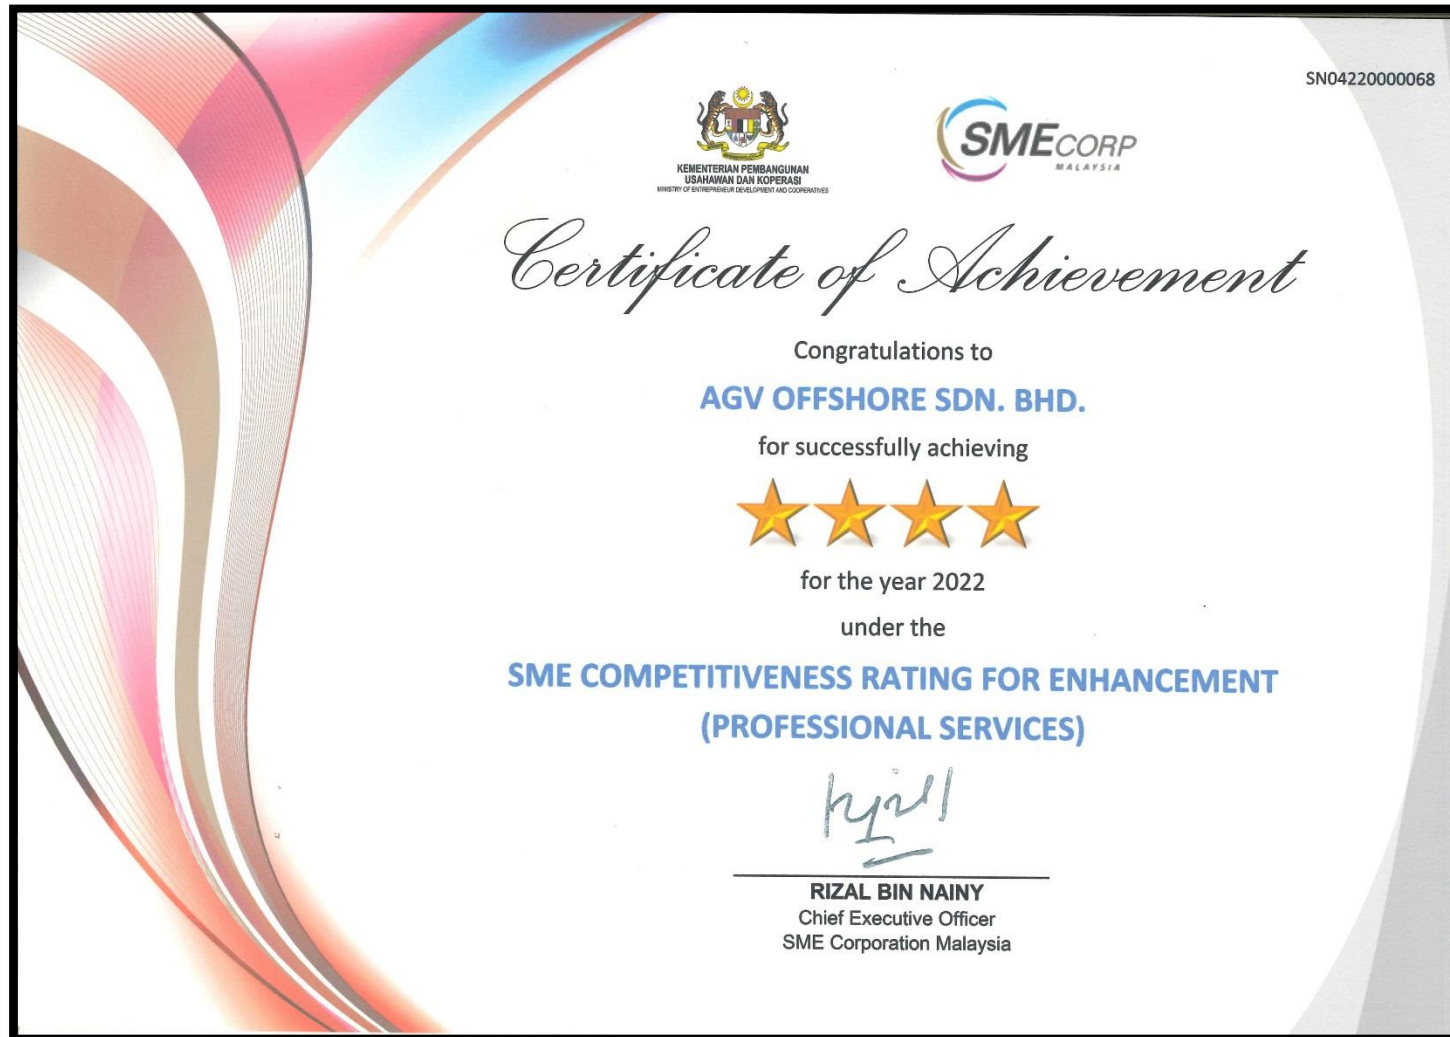 SN04220000068
KEMENTERIAN PEMBANGUNAN
USAHAWAN DAN KOPERASI
MINISTRY OF ENTREPRENEUR DEVELOPMENT AND COOPERATIVES
SMECORP
MALAYSIA
Certificate of Achievement
Congratulations to
AGV OFFSHORE SDN. BHD.
for successfully achieving
for the year 2022
under the
SME COMPETITIVENESS RATING FOR ENHANCEMENT
(PROFESSIONAL SERVICES)
RIZAL BIN NAINY
Chief Executive Officer
SME Corporation Malaysia